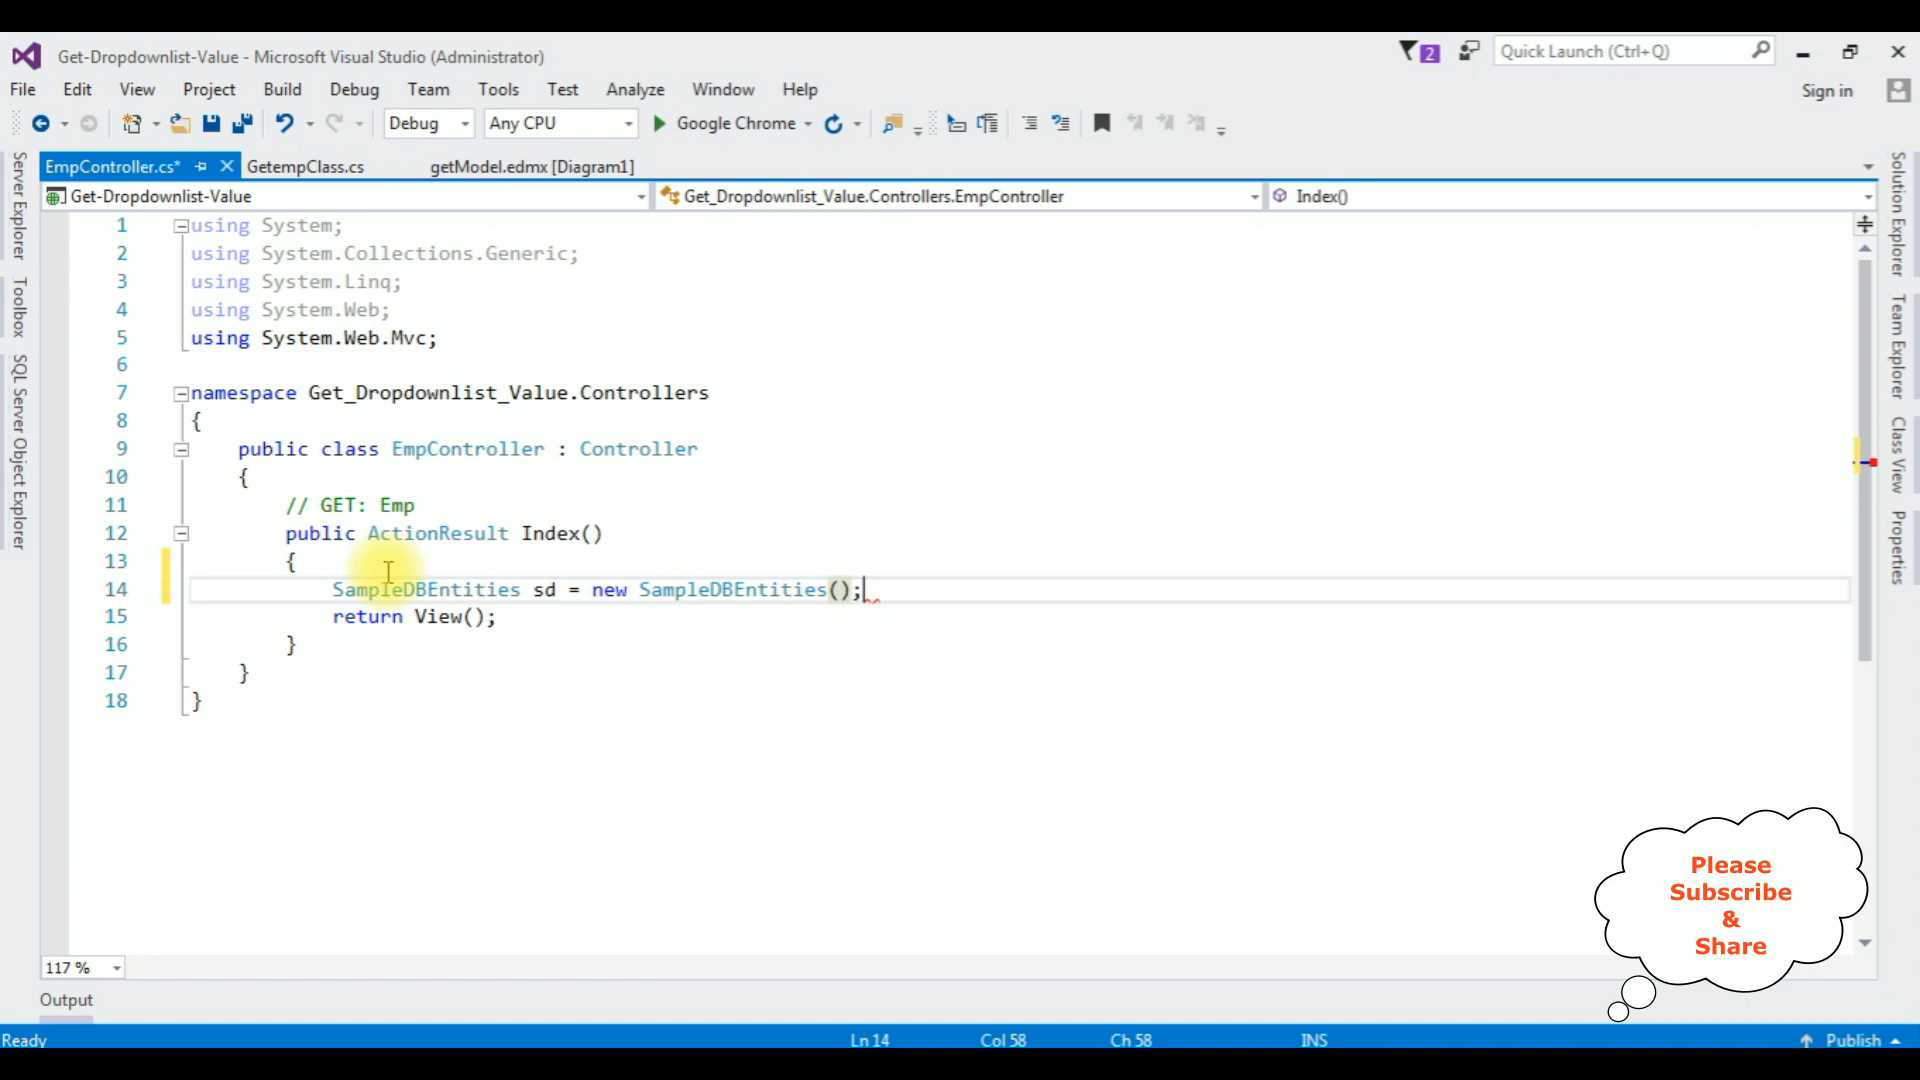 Get-Dropdownlist-Value - Microsoft Visual Studio (Administrator)
2
Quick Launch (Ctrl+Q)
File Edit View Project Build Debug Team Tools Test Analyze Window Help
Sign in
Debug Any CPU Google Chrome
EmpController.cs* GetempClass.cs getModel.edmx [Diagram1]
Get-Dropdownlist-Value Get_Dropdownlist_Value.Controllers.EmpController Index()
Server Explorer
Toolbox
SQL Server Object Explorer
1 using System;
2 using System.Collections.Generic;
3 using System.Linq;
4 using System.Web;
5 using System.Web.Mvc;
6
7 namespace Get_Dropdownlist_Value.Controllers
8 {
9 public class EmpController : Controller
10 {
11 // GET: Emp
12 public ActionResult Index()
13 {
14 SampleDBEntities sd = new SampleDBEntities();
15 return View();
16 }
17 }
18 }
Solution Explorer
Team Explorer
Class View
Properties
Please
Subscribe
&
Share
117 %
Output
Ready Ln 14 Col 58 Ch 58 INS Publish